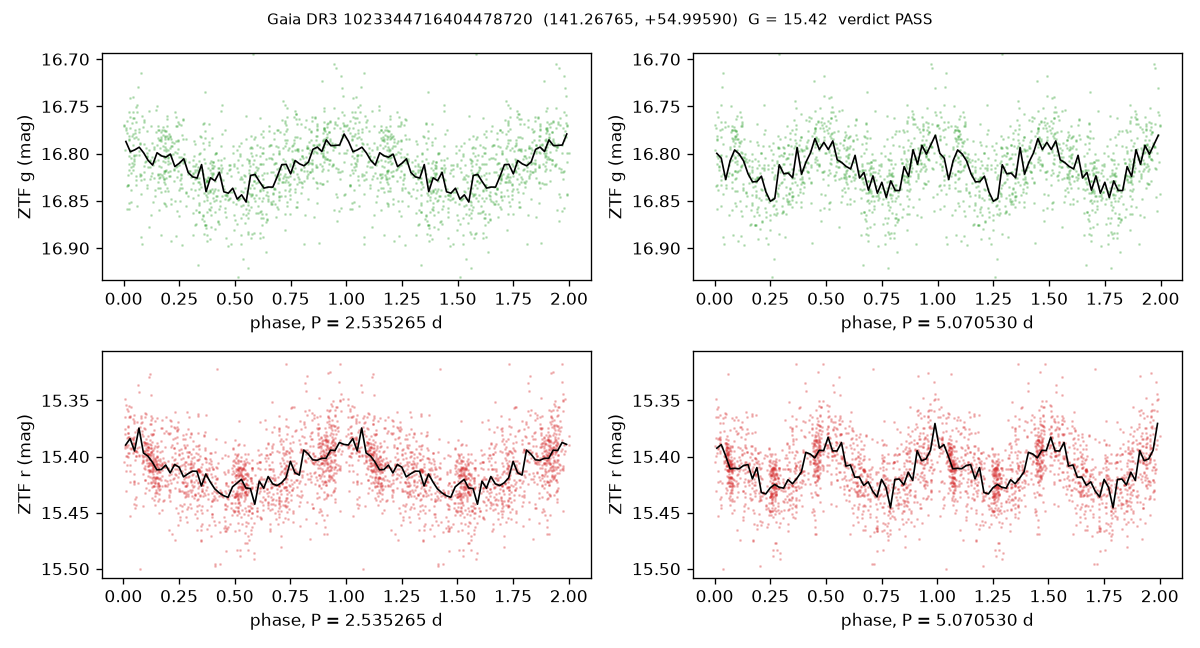 Gaia DR3 1023344716404478720 (141.26765, +54.99590) G = 15.42 verdict PASS
ZTF g (mag)
16.70
16.75
16.80
16.85
16.90
0.00 0.25 0.50 0.75 1.00 1.25 1.50 1.75 2.00
phase, P = 2.535265 d
ZTF g (mag)
16.70
16.75
16.80
16.85
16.90
0.00 0.25 0.50 0.75 1.00 1.25 1.50 1.75 2.00
phase, P = 5.070530 d
ZTF r (mag)
15.35
15.40
15.45
15.50
0.00 0.25 0.50 0.75 1.00 1.25 1.50 1.75 2.00
phase, P = 2.535265 d
ZTF r (mag)
15.35
15.40
15.45
15.50
0.00 0.25 0.50 0.75 1.00 1.25 1.50 1.75 2.00
phase, P = 5.070530 d